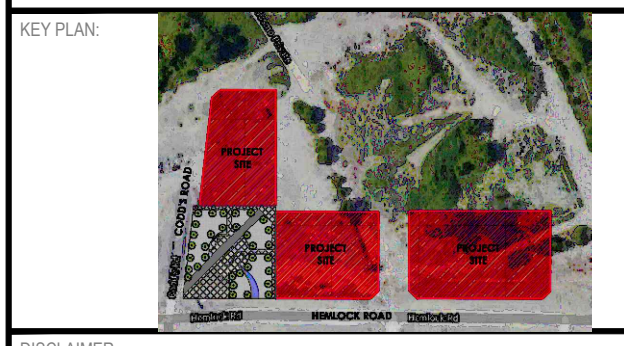 KEY PLAN:
PROJECT
SITE
CODD'S ROAD
PROJECT
SITE
PROJECT
SITE
Hemlock Rd
HEMLOCK ROAD
Hemlock Rd
DISCLAIMER